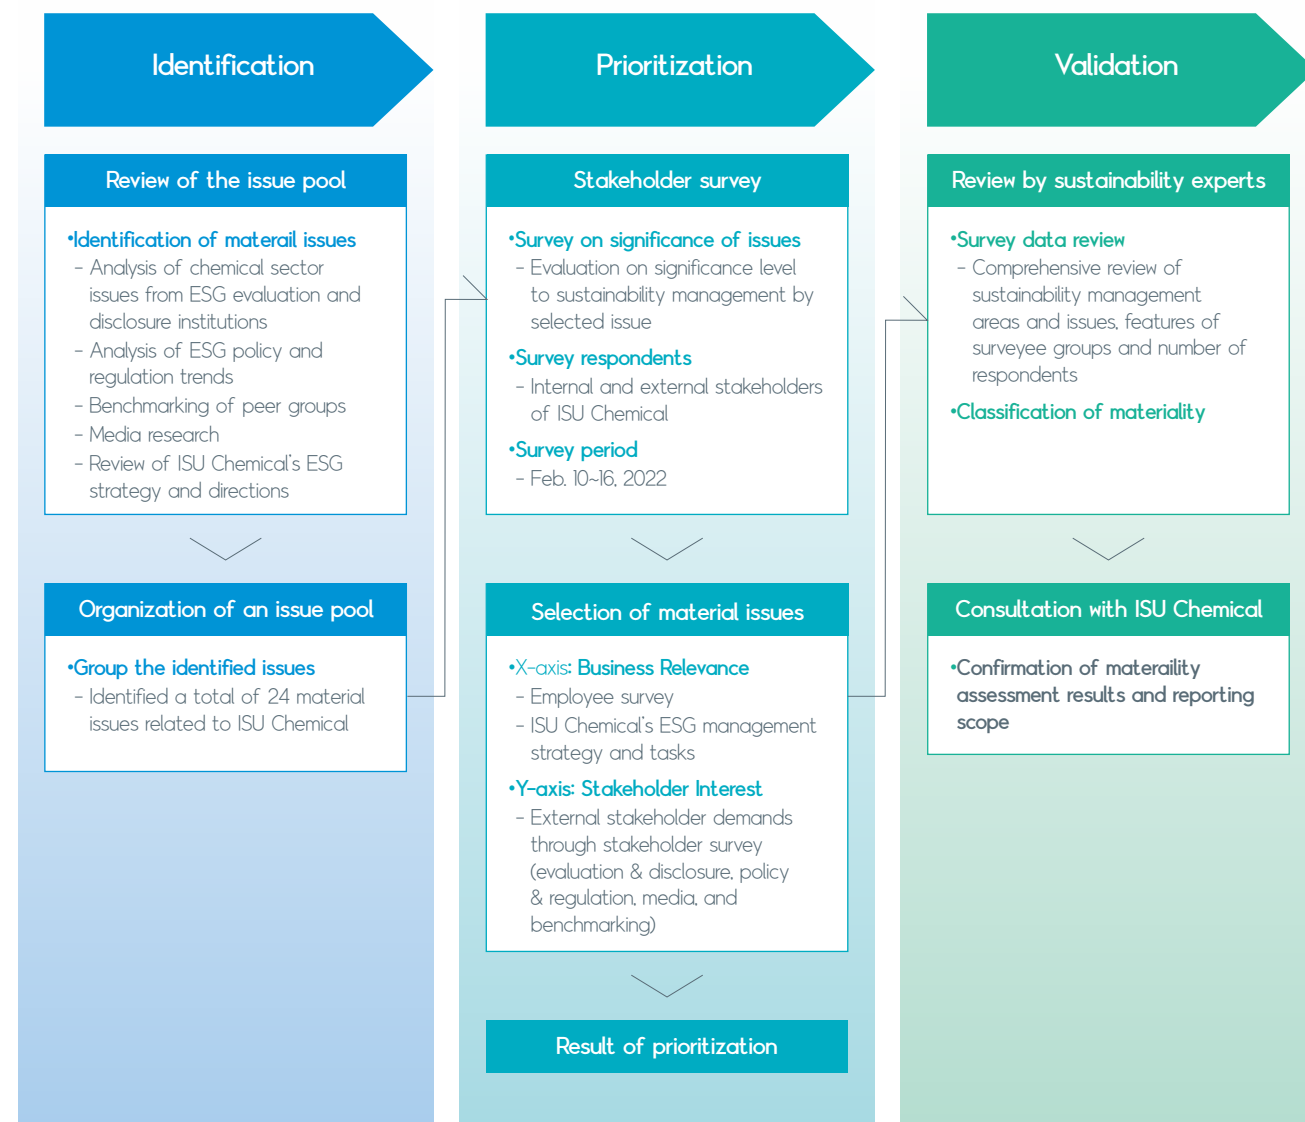 Identification
Review of the issue pool
•Identification of materail issues
– Analysis of chemical sector
issues from ESG evaluation and
disclosure institutions
– Analysis of ESG policy and
regulation trends
– Benchmarking of peer groups
– Media research
– Review of ISU Chemical's ESG
strategy and directions
Organization of an issue pool
•Group the identified issues
– Identified a total of 24 material
issues related to ISU Chemical
Prioritization
Stakeholder survey
•Survey on significance of issues
– Evaluation on significance level
to sustainability management by
selected issue
•Survey respondents
– Internal and external stakeholders
of ISU Chemical
•Survey period
– Feb. 10~16, 2022
Selection of material issues
•X-axis: Business Relevance
– Employee survey
– ISU Chemical's ESG management
strategy and tasks
•Y-axis: Stakeholder Interest
– External stakeholder demands
through stakeholder survey
(evaluation & disclosure, policy
& regulation, media, and
benchmarking)
Result of prioritization
Validation
Review by sustainability experts
•Survey data review
– Comprehensive review of
sustainability management
areas and issues, features of
surveyee groups and number of
respondents
•Classification of materiality
Consultation with ISU Chemical
•Confirmation of materaility
assessment results and reporting
scope